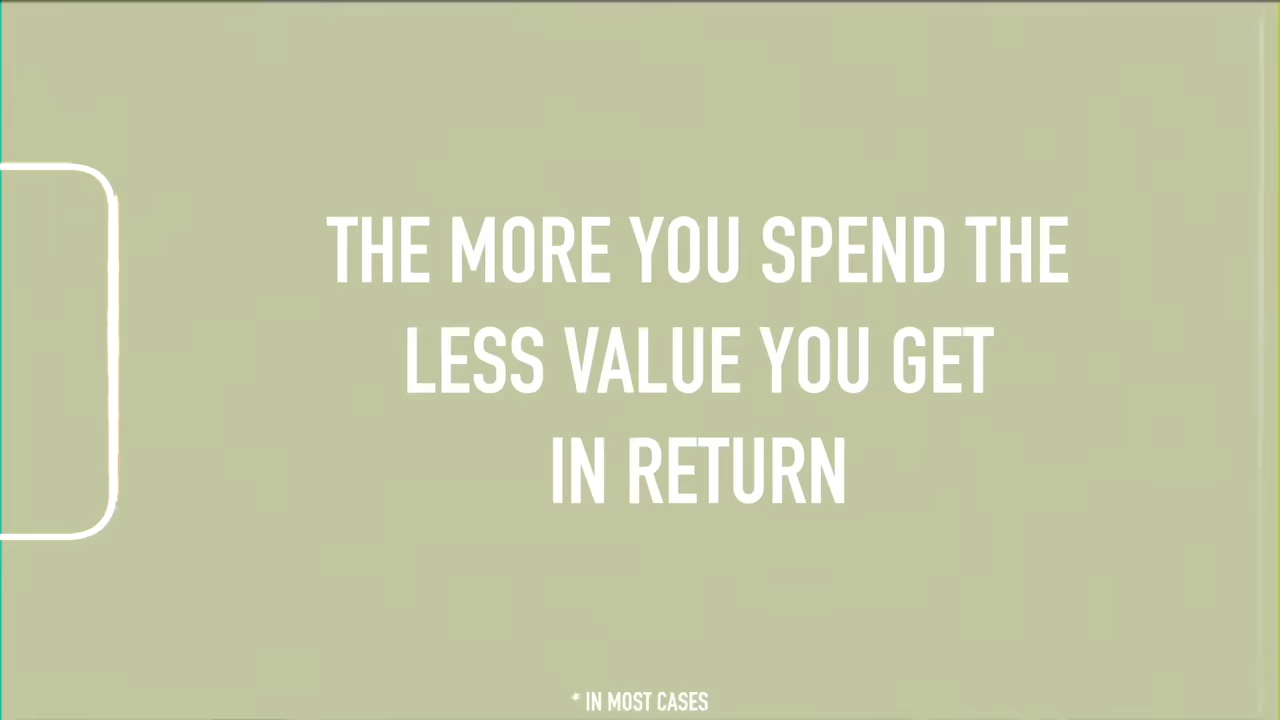 THE MORE YOU SPEND THE
LESS VALUE YOU GET
IN RETURN
* IN MOST CASES